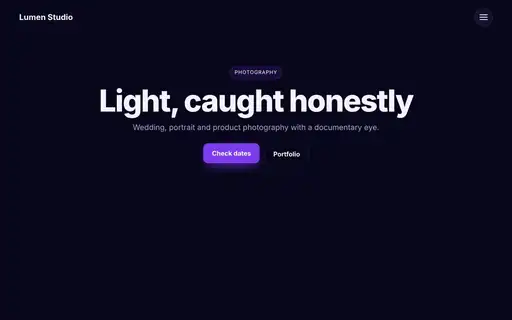 Lumen Studio
PHOTOGRAPHY
Light, caught honestly
Wedding, portrait and product photography with a documentary eye.
Check dates
Portfolio